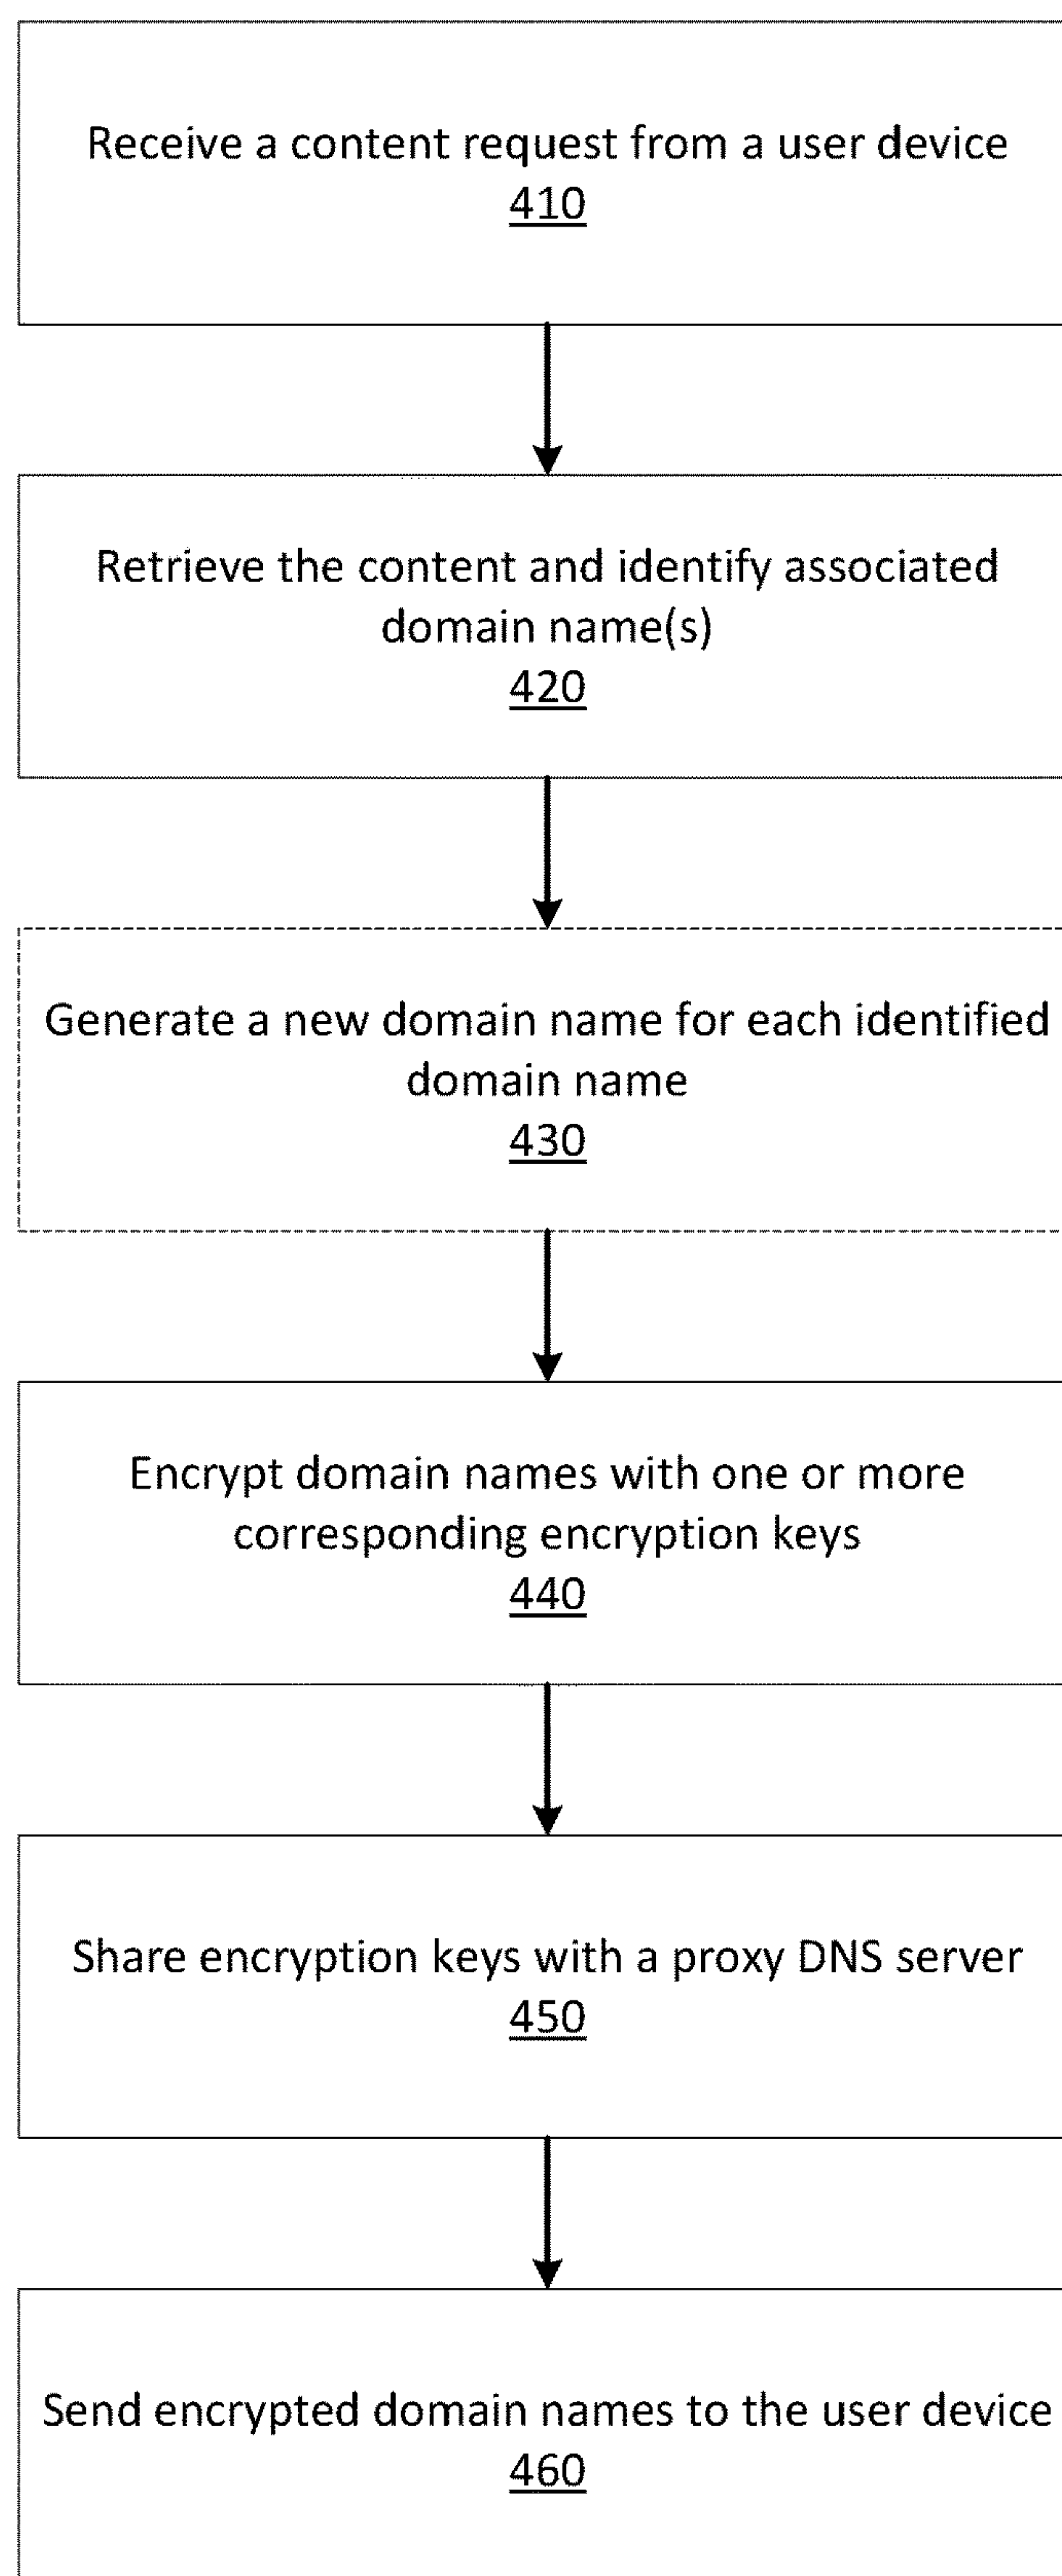 Receive a content request from a user device
410
Retrieve the content and identify associated
domain name(s)
420
Generate a new domain name for each identified
domain name
430
Encrypt domain names with one or more
corresponding encryption keys
440
Share encryption keys with a proxy DNS server
450
Send encrypted domain names to the user device
460